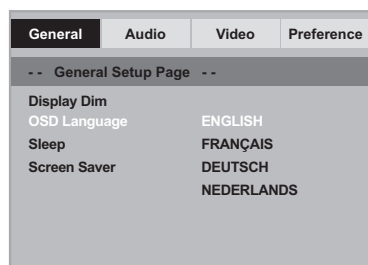 General Audio Video Preference
- - General Setup Page - -
Display Dim
OSD Language ENGLISH
Sleep FRANÇAIS
Screen Saver DEUTSCH
NEDERLANDS